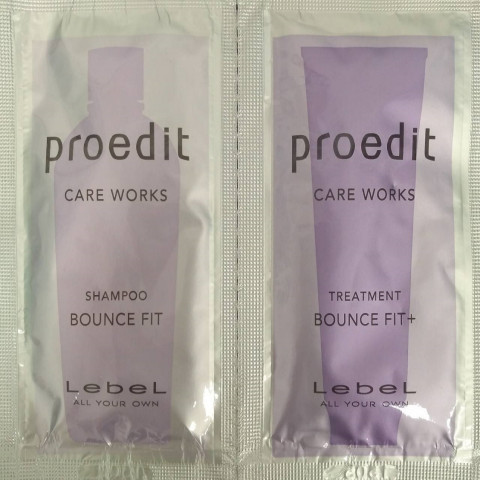 proedit
CARE WORKS
SHAMPOO
BOUNCE FIT
LebeL
ALL YOUR OWN
proedit
CARE WORKS
TREATMENT
BOUNCE FIT+
LebeL
ALL YOUR OWN